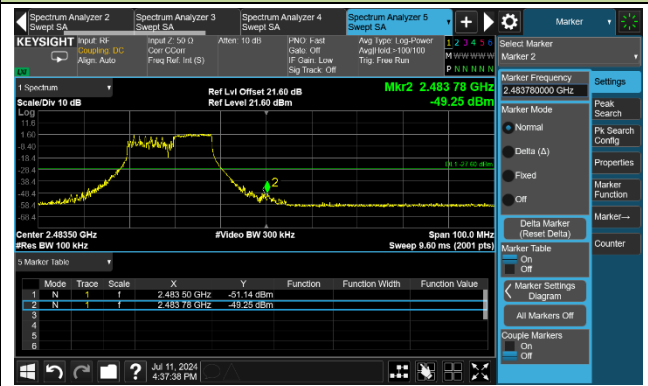 Spectrum Analyzer 2
Swept SA
Spectrum Analyzer 3
Swept SA
Spectrum Analyzer 4
Swept SA
Spectrum Analyzer 5
Swept SA
Marker
KEYSIGHT
Input: RF
Coupling: DC
Align: Auto
Input Z: 50 Ω
Corr CCorr
Freq Ref: Int (S)
Atten: 10 dB
PNO: Fast
Gate: Off
IF Gain: Low
Sig Track: Off
Avg Type: Log-Power
Avg|Hold:>100/100
Trig: Free Run
1 2 3 4 5 6
M W W W W W
P N N N N N
Select Marker
Marker 2
1 Spectrum
Scale/Div 10 dB
Log
Ref Lvl Offset 21.60 dB
Ref Level 21.60 dBm
Mkr2 2.483 78 GHz
-49.25 dBm
11.6
1.60
-8.40
-18.4
-28.4
-38.4
-48.4
-58.4
-68.4
2
Center 2.48350 GHz
#Res BW 100 kHz
#Video BW 300 kHz
Span 100.0 MHz
Sweep 9.60 ms (2001 pts)
5 Marker Table
Mode Trace Scale X Y Function Function Width Function Value
1 N 1 f 2.483 50 GHz -51.14 dBm
2 N 1 f 2.483 78 GHz -49.25 dBm
3
4
5
6
Marker Frequency
2.483780000 GHz
Marker Mode
Normal
Delta (Δ)
Fixed
Off
Delta Marker
(Reset Delta)
Marker Table
On
Off
Marker Settings
Diagram
All Markers Off
Couple Markers
On
Off
Settings
Peak
Search
Pk Search
Config
Properties
Marker
Function
Marker→
Counter
?
Jul 11, 2024
4:37:38 PM